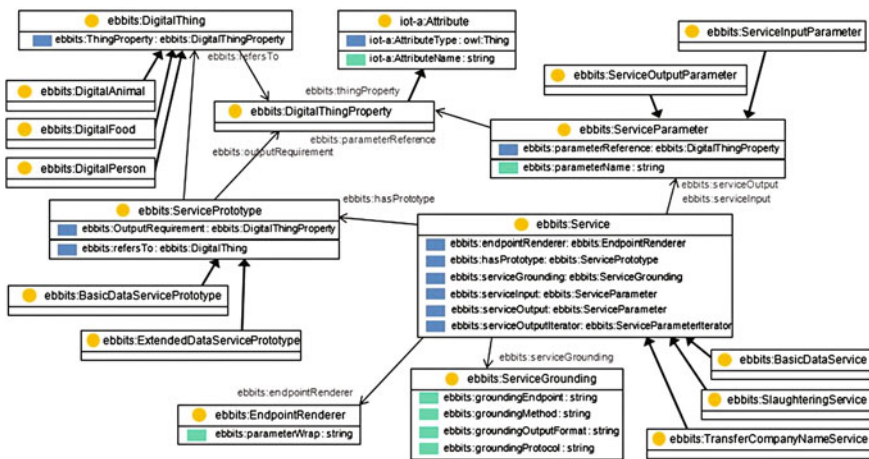 ebbits:DigitalThing
ebbits:ThingProperty: ebbits:DigitalThingProperty
iot-a:Attribute
iot-a:AttributeType: owl:Thing
iot-a:AttributeName: string
ebbits:ServiceInputParameter
ebbits:refersTo
ebbits:ServiceOutputParameter
ebbits:DigitalAnimal
ebbits:thingProperty
ebbits:DigitalThingProperty
ebbits:DigitalFood
ebbits:parameterReference
ebbits:ServiceParameter
ebbits:parameterReference: ebbits:DigitalThingProperty
ebbits:parameterName: string
ebbits:outputRequirement
ebbits:DigitalPerson
ebbits:serviceOutput
ebbits:serviceInput
ebbits:hasPrototype
ebbits:ServicePrototype
ebbits:OutputRequirement: ebbits:DigitalThingProperty
ebbits:refersTo: ebbits:DigitalThing
ebbits:Service
ebbits:endpointRenderer: ebbits:EndpointRenderer
ebbits:hasPrototype: ebbits:ServicePrototype
ebbits:serviceGrounding: ebbits:ServiceGrounding
ebbits:serviceInput: ebbits:ServiceParameter
ebbits:serviceOutput: ebbits:ServiceParameter
ebbits:serviceOutputIterator: ebbits:ServiceParameterIterator
ebbits:BasicDataServicePrototype
ebbits:ExtendedDataServicePrototype
ebbits:serviceGrounding
ebbits:BasicDataService
ebbits:endpointRenderer
ebbits:ServiceGrounding
ebbits:groundingEndpoint: string
ebbits:groundingMethod: string
ebbits:groundingOutputFormat: string
ebbits:groundingProtocol: string
ebbits:SlaughteringService
ebbits:EndpointRenderer
ebbits:parameterWrap: string
ebbits:TransferCompanyNameService